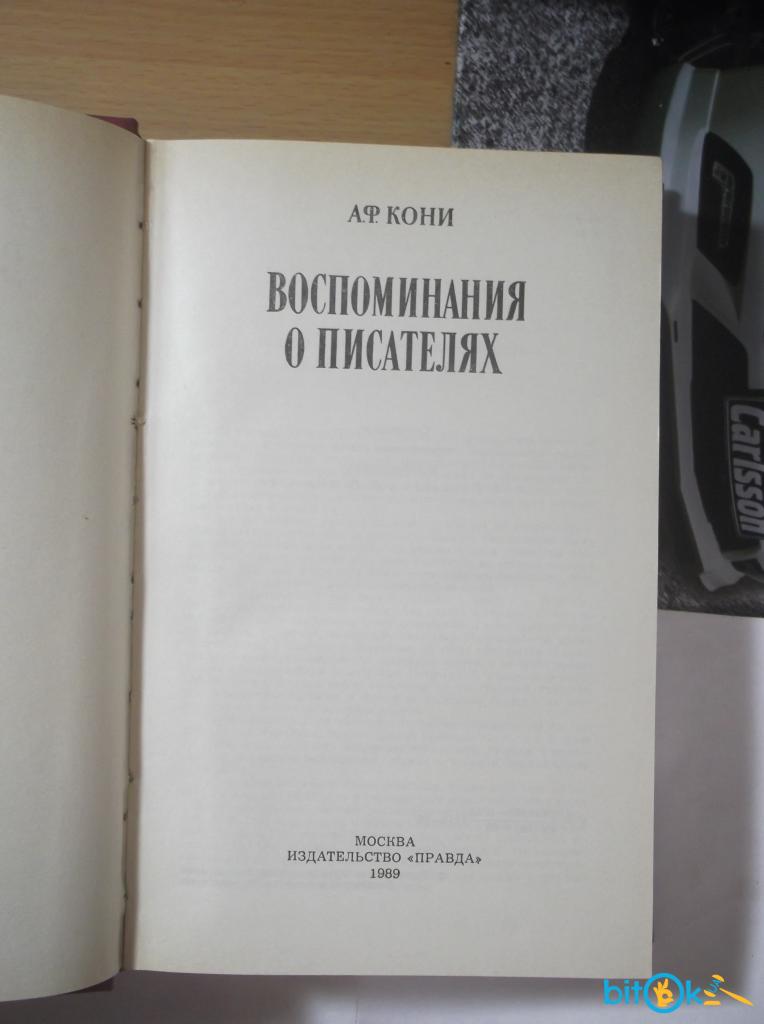 А.Ф. КОНИ
ВОСПОМИНАНИЯ
О ПИСАТЕЛЯХ
МОСКВА
ИЗДАТЕЛЬСТВО «ПРАВДА»
1989
Carlsson
bitok